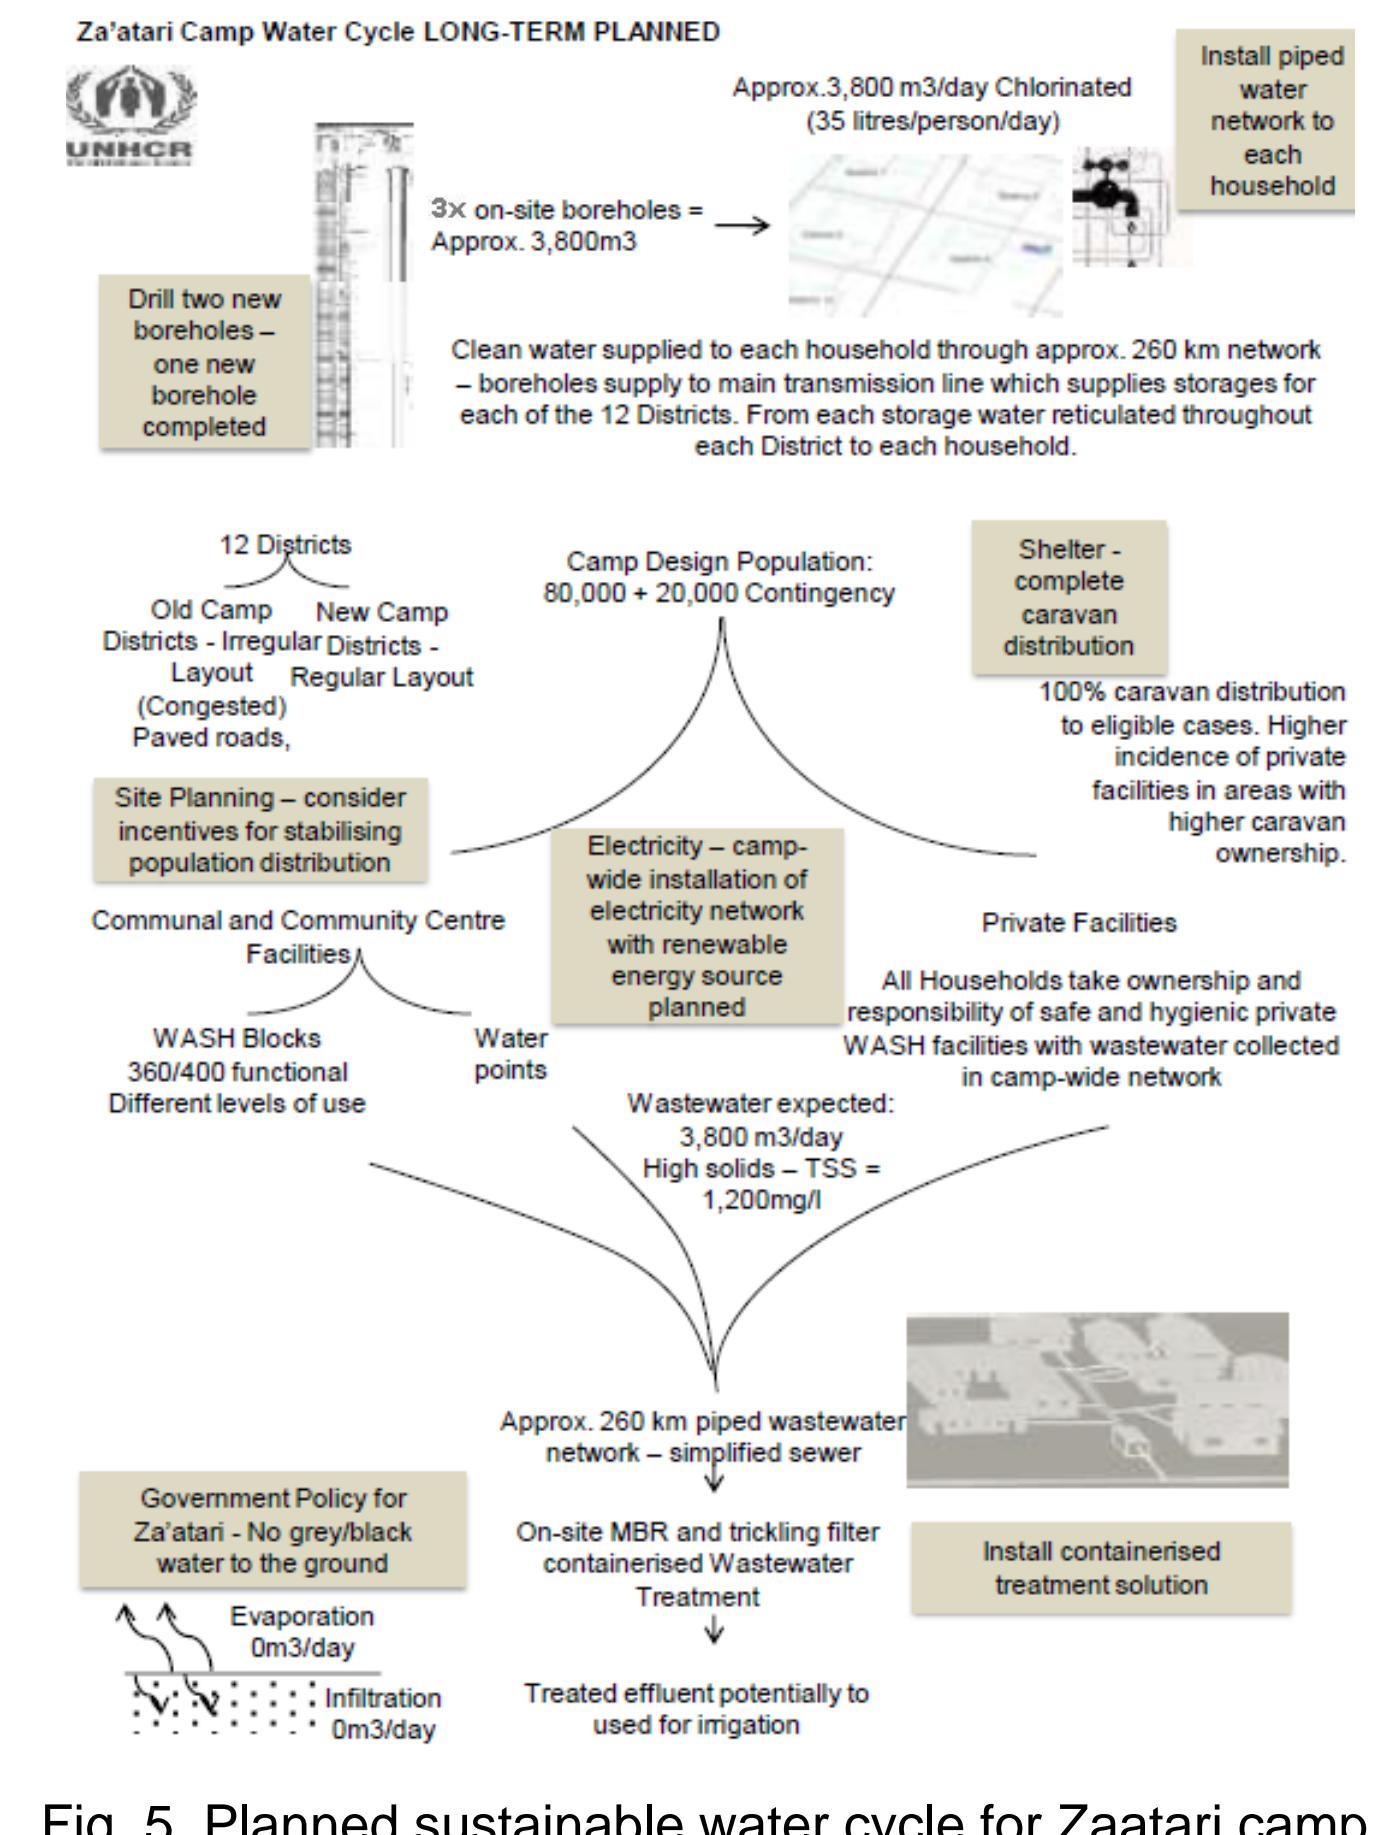 Za'atari Camp Water Cycle LONG-TERM PLANNED
UNHCR
Install piped
water
network to
each
household
Approx.3,800 m3/day Chlorinated
(35 litres/person/day)
3x on-site boreholes =
Approx. 3,800m3
Drill two new
boreholes –
one new
borehole
completed
Clean water supplied to each household through approx. 260 km network
– boreholes supply to main transmission line which supplies storages for
each of the 12 Districts. From each storage water reticulated throughout
each District to each household.
12 Districts
Old Camp
Districts - Irregular
Layout
(Congested)
Paved roads,
New Camp
Districts -
Regular Layout
Camp Design Population:
80,000 + 20,000 Contingency
Shelter -
complete
caravan
distribution
100% caravan distribution
to eligible cases. Higher
incidence of private
facilities in areas with
higher caravan
ownership.
Site Planning – consider
incentives for stabilising
population distribution
Electricity – camp-
wide installation of
electricity network
with renewable
energy source
planned
Communal and Community Centre
Facilities
WASH Blocks
360/400 functional
Different levels of use
Water
points
Private Facilities
All Households take ownership and
responsibility of safe and hygienic private
WASH facilities with wastewater collected
in camp-wide network
Wastewater expected:
3,800 m3/day
High solids – TSS =
1,200mg/l
Approx. 260 km piped wastewater
network – simplified sewer
On-site MBR and trickling filter
containerised Wastewater
Treatment
Treated effluent potentially to
used for irrigation
Install containerised
treatment solution
Government Policy for
Za'atari - No grey/black
water to the ground
Evaporation
0m3/day
Infiltration
0m3/day
Fig. 5. Planned sustainable water cycle for Zaatari camp